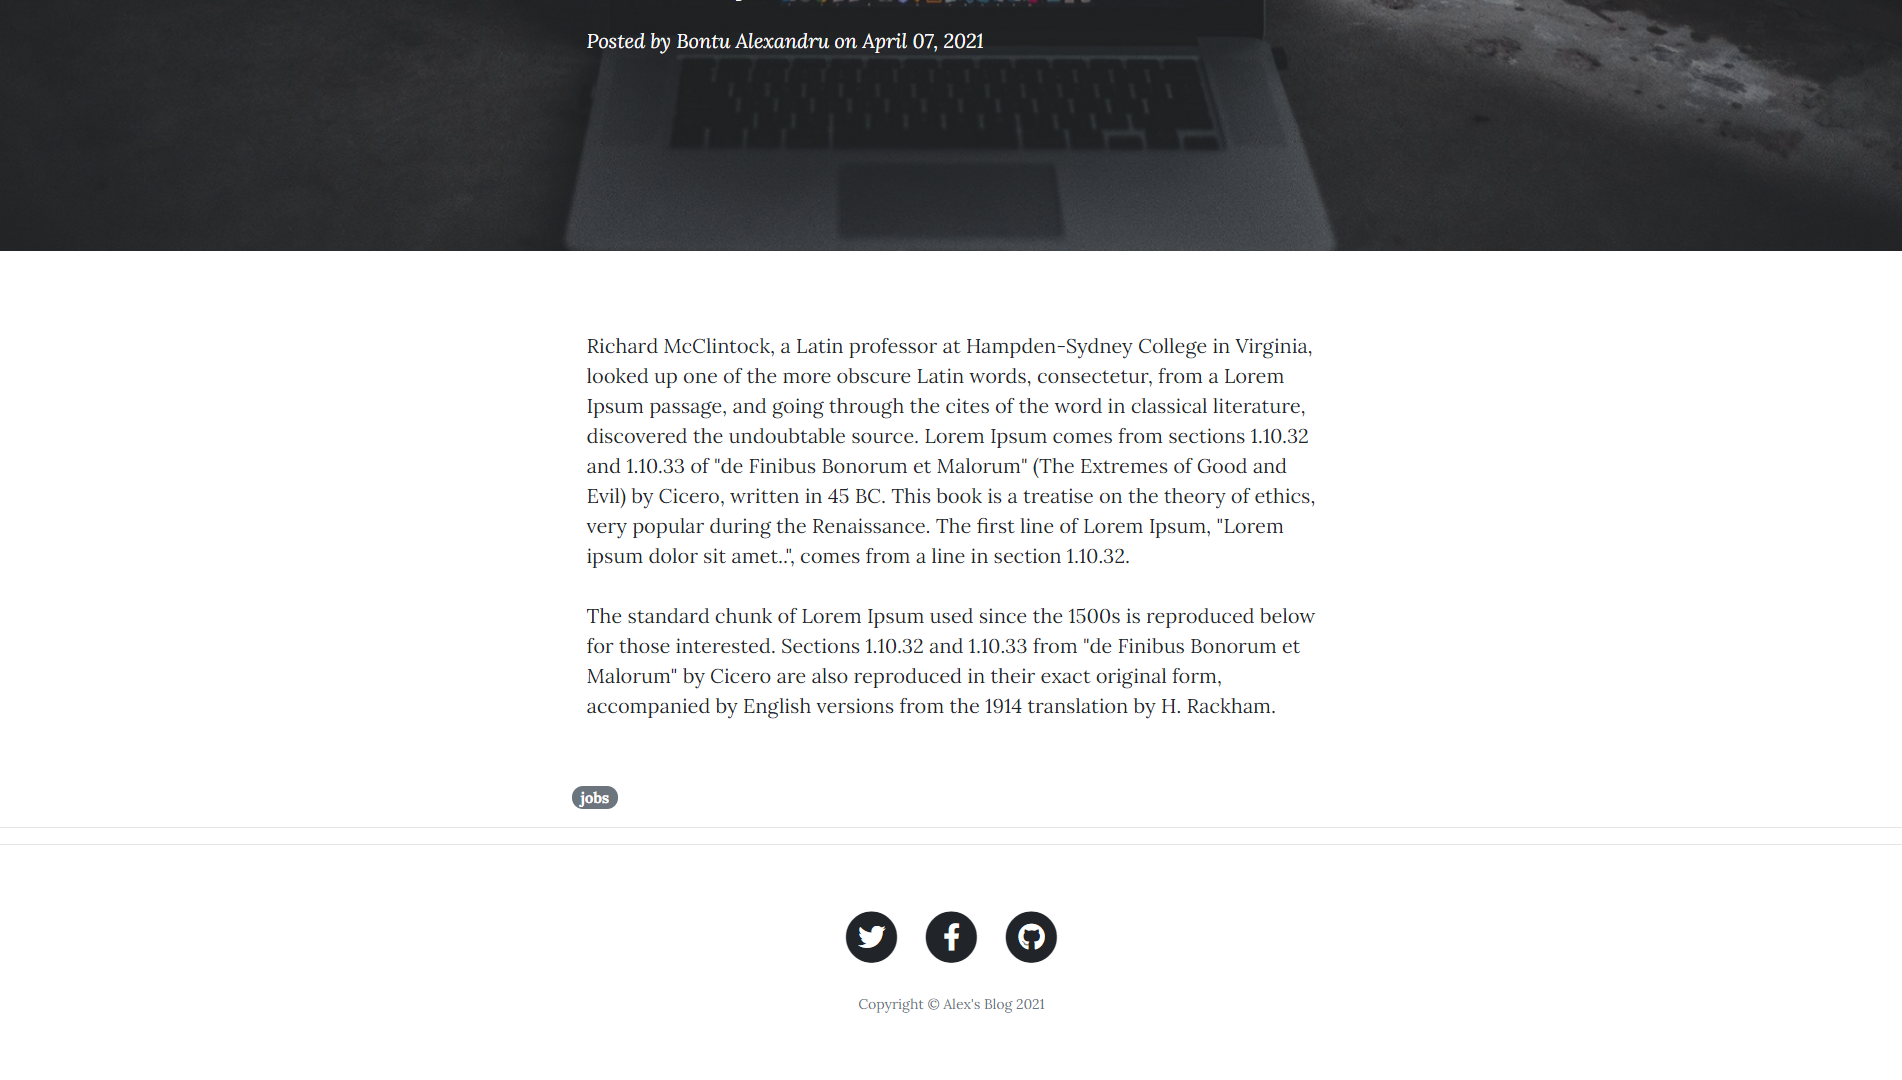 Posted by Bontu Alexandru on April 07, 2021
Richard McClintock, a Latin professor at Hampden-Sydney College in Virginia,
looked up one of the more obscure Latin words, consectetur, from a Lorem
Ipsum passage, and going through the cites of the word in classical literature,
discovered the undoubtable source. Lorem Ipsum comes from sections 1.10.32
and 1.10.33 of "de Finibus Bonorum et Malorum" (The Extremes of Good and
Evil) by Cicero, written in 45 BC. This book is a treatise on the theory of ethics,
very popular during the Renaissance. The first line of Lorem Ipsum, "Lorem
ipsum dolor sit amet..", comes from a line in section 1.10.32.
The standard chunk of Lorem Ipsum used since the 1500s is reproduced below
for those interested. Sections 1.10.32 and 1.10.33 from "de Finibus Bonorum et
Malorum" by Cicero are also reproduced in their exact original form,
accompanied by English versions from the 1914 translation by H. Rackham.
jobs
Copyright © Alex's Blog 2021